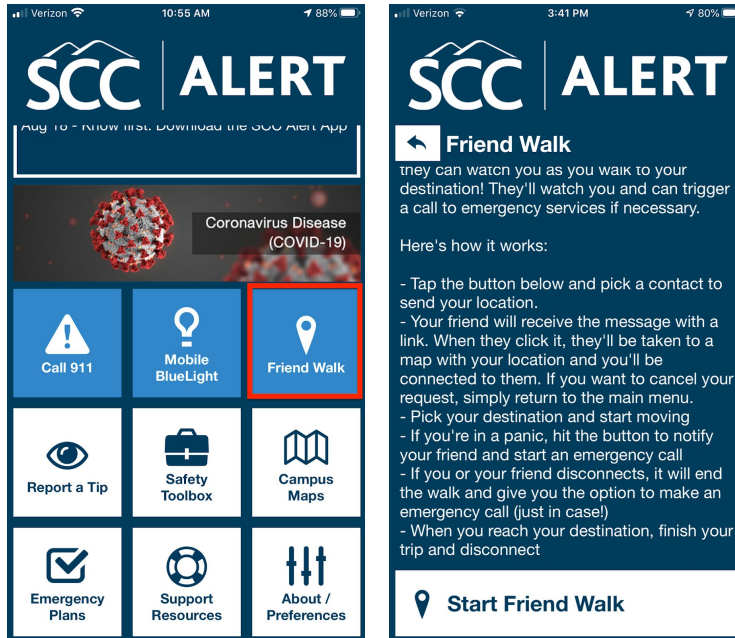 Verizon 10:55 AM 88%
SCC ALERT
Aug 18 - Know first. Download the SCC Alert App
Coronavirus Disease
(COVID-19)
Call 911
Mobile
BlueLight
Friend Walk
Report a Tip
Safety
Toolbox
Campus
Maps
Emergency
Plans
Support
Resources
About /
Preferences
Verizon 3:41 PM 80%
SCC ALERT
Friend Walk
they can watch you as you walk to your
destination! They'll watch you and can trigger
a call to emergency services if necessary.
Here's how it works:
- Tap the button below and pick a contact to
send your location.
- Your friend will receive the message with a
link. When they click it, they'll be taken to a
map with your location and you'll be
connected to them. If you want to cancel your
request, simply return to the main menu.
- Pick your destination and start moving
- If you're in a panic, hit the button to notify
your friend and start an emergency call
- If you or your friend disconnects, it will end
the walk and give you the option to make an
emergency call (just in case!)
- When you reach your destination, finish your
trip and disconnect
Start Friend Walk